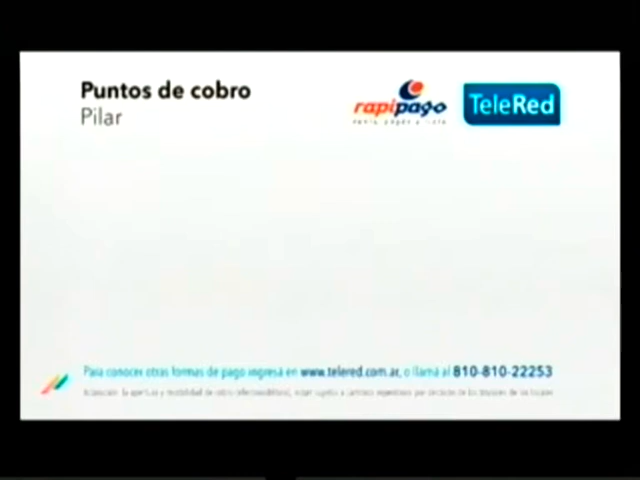 Puntos de cobro
Pilar
rapipago
TeleRed
Para conocer otras formas de pago ingresá en www.telered.com.ar, o llamá al 810-810-22253